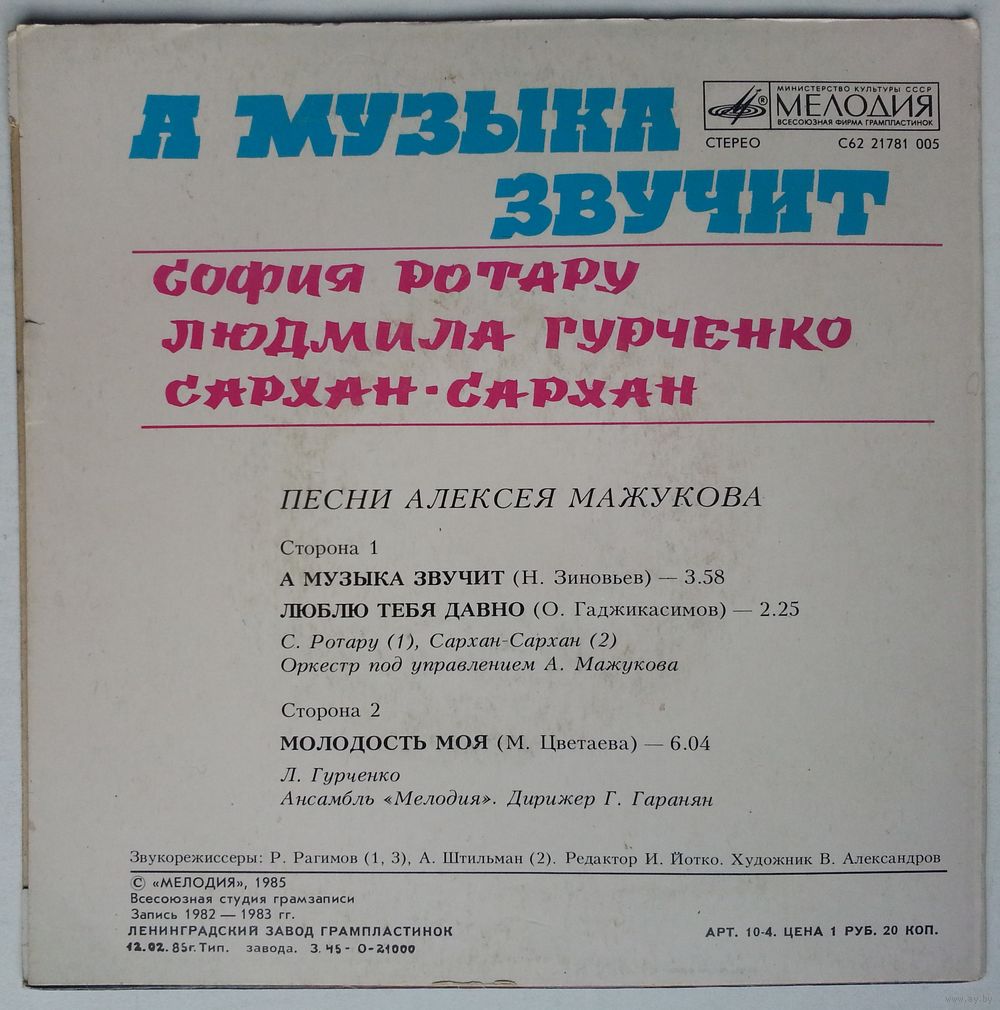 А МУЗЫКА
ЗВУЧИТ
МИНИСТЕРСТВО КУЛЬТУРЫ СССР
® МЕЛОДИЯ
ВСЕСОЮЗНАЯ ФИРМА ГРАМПЛАСТИНОК
СТЕРЕО С62 21781 005
СОФИЯ РОТАРУ
ЛЮДМИЛА ГУРЧЕНКО
САРХАН-САРХАН
ПЕСНИ АЛЕКСЕЯ МАЖУКОВА
Сторона 1
А МУЗЫКА ЗВУЧИТ (Н. Зиновьев) — 3.58
ЛЮБЛЮ ТЕБЯ ДАВНО (О. Гаджикасимов) — 2.25
С. Ротару (1), Сархан-Сархан (2)
Оркестр под управлением А. Мажукова
Сторона 2
МОЛОДОСТЬ МОЯ (М. Цветаева) — 6.04
Л. Гурченко
Ансамбль «Мелодия». Дирижер Г. Гаранян
Звукорежиссеры: Р. Рагимов (1, 3), А. Штильман (2). Редактор И. Йотко. Художник В. Александров
© «МЕЛОДИЯ», 1985
Всесоюзная студия грамзаписи
Запись 1982 — 1983 гг.
ЛЕНИНГРАДСКИЙ ЗАВОД ГРАМПЛАСТИНОК АРТ. 10-4. ЦЕНА 1 РУБ. 20 КОП.
12.02. 85г. Тип. завода. З. 45-0-21000
www.ay.by